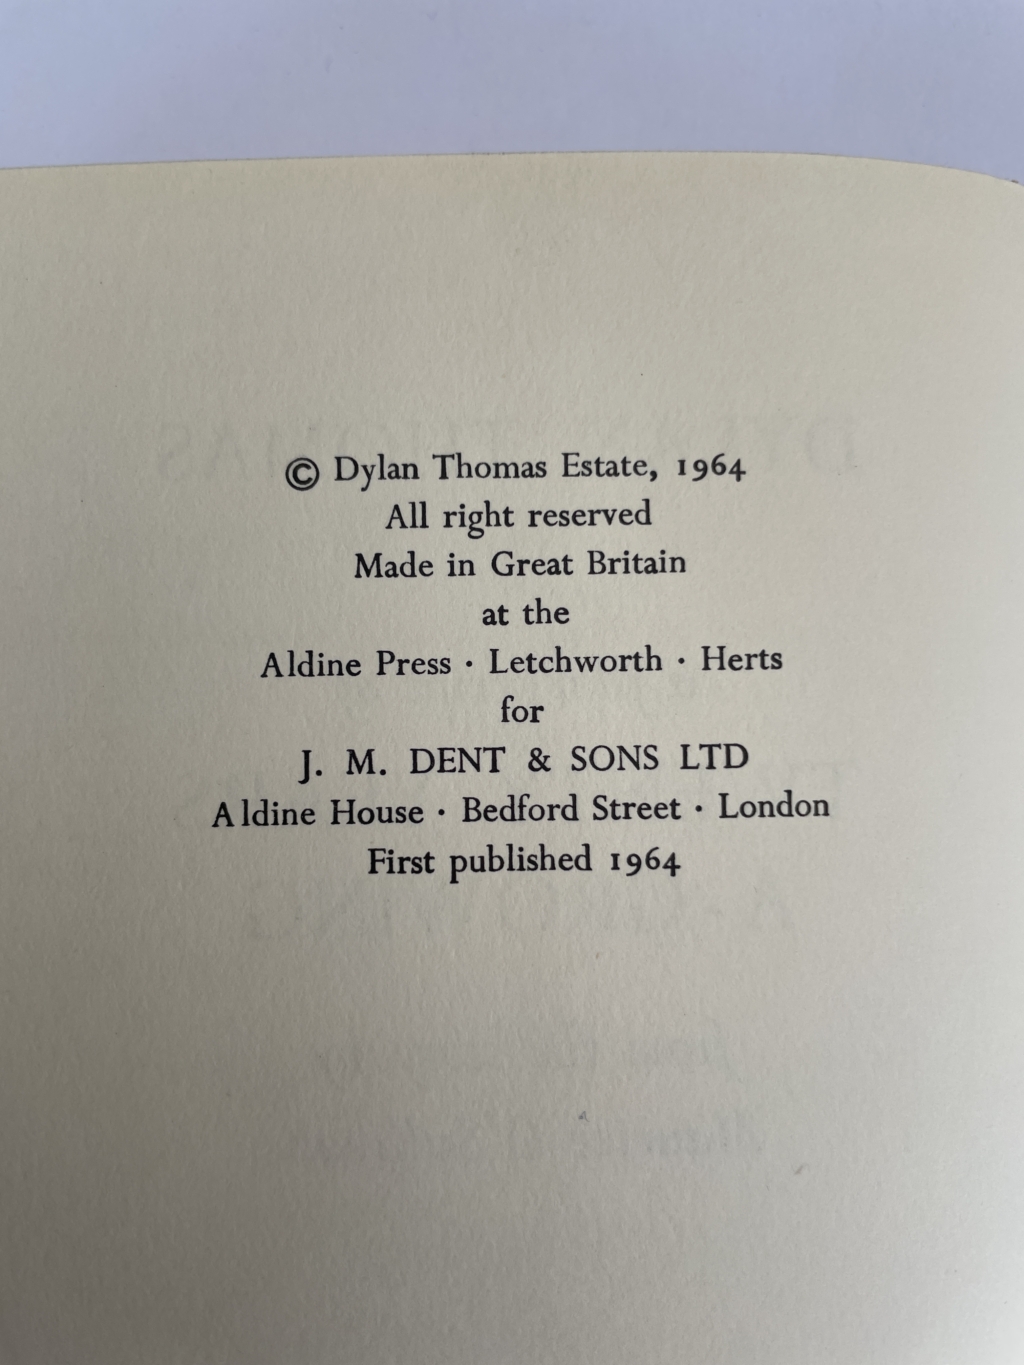 © Dylan Thomas Estate, 1964
All right reserved
Made in Great Britain
at the
Aldine Press · Letchworth · Herts
for
J. M. DENT & SONS LTD
Aldine House · Bedford Street · London
First published 1964